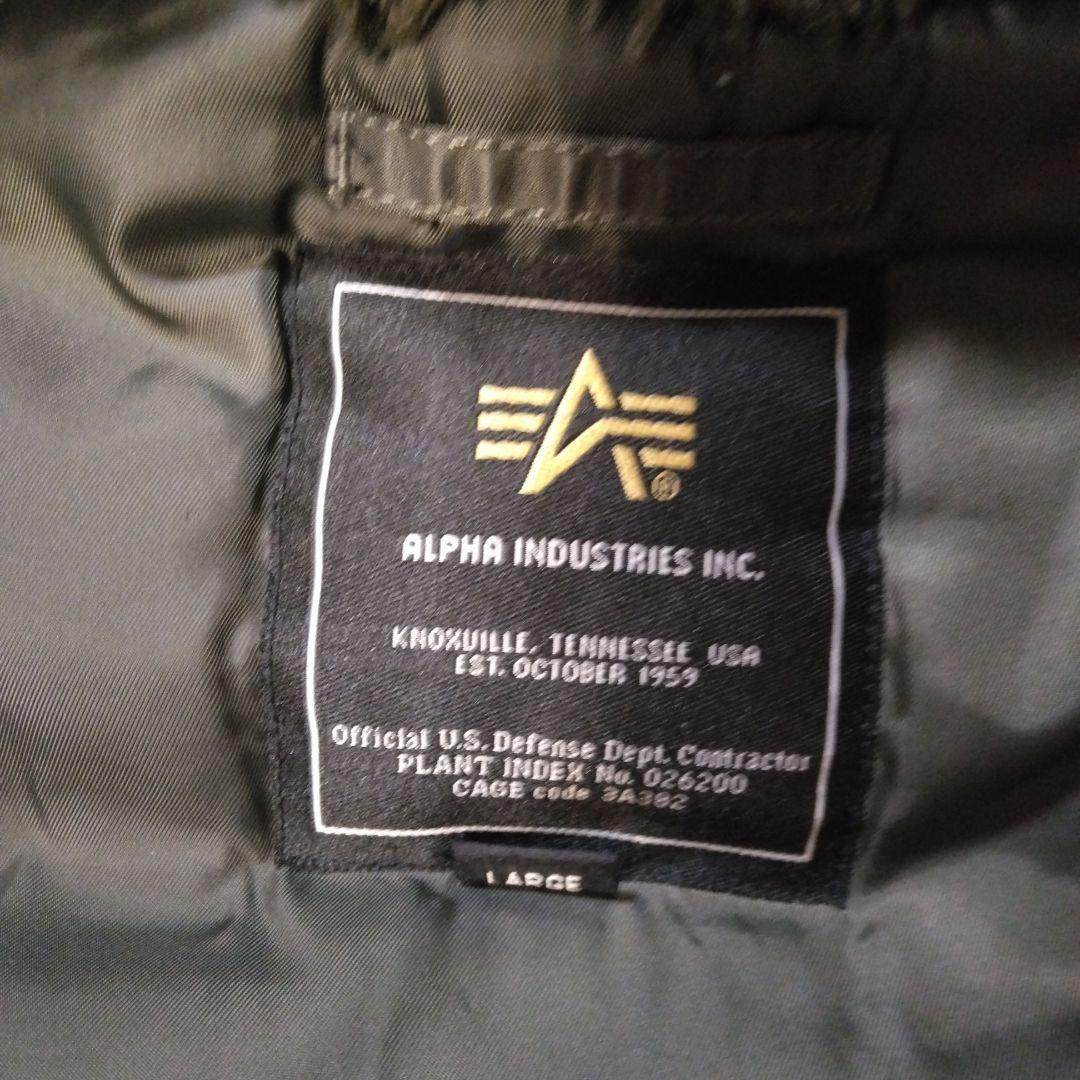 ALPHA INDUSTRIES INC.
KNOXVILLE, TENNESSEE USA
EST. OCTOBER 1959
Official U.S. Defense Dept. Contractor
PLANT INDEX No. 026200
CAGE code 3A382
LARGE